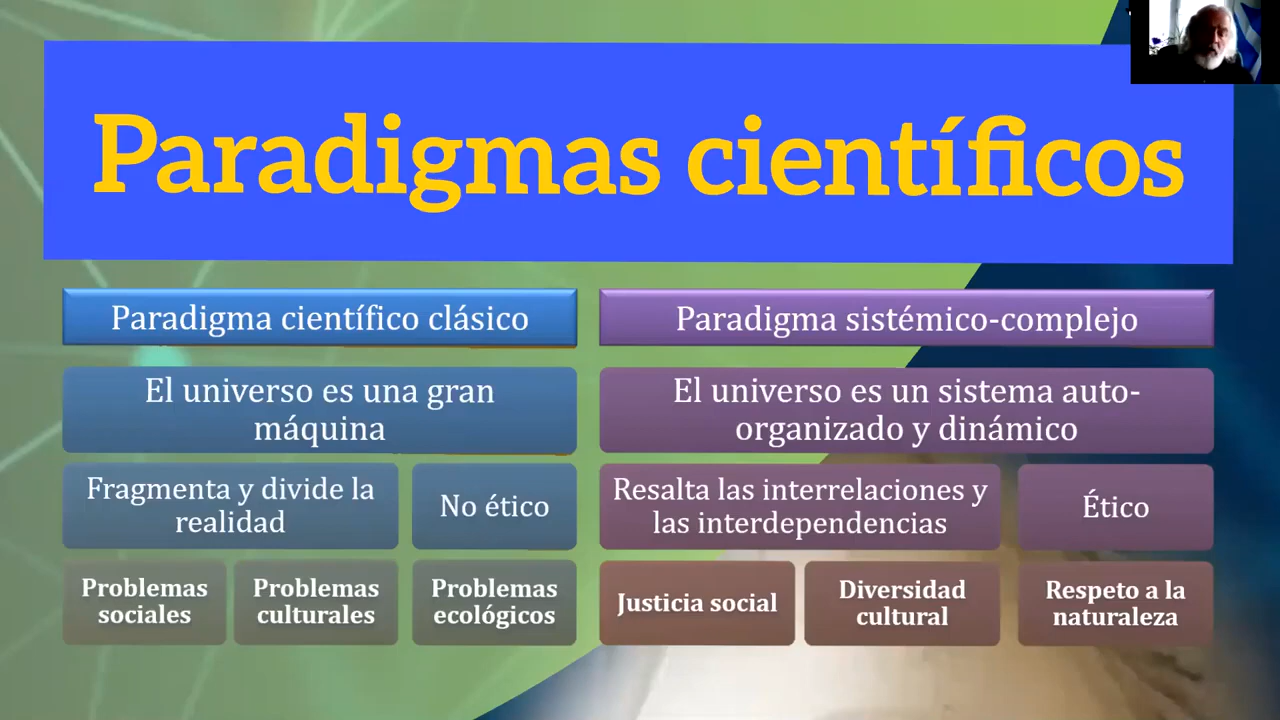 Paradigmas científicos
Paradigma científico clásico
El universo es una gran
máquina
Fragmenta y divide la
realidad
No ético
Problemas
sociales
Problemas
culturales
Problemas
ecológicos
Paradigma sistémico-complejo
El universo es un sistema auto-
organizado y dinámico
Resalta las interrelaciones y
las interdependencias
Ético
Justicia social
Diversidad
cultural
Respeto a la
naturaleza